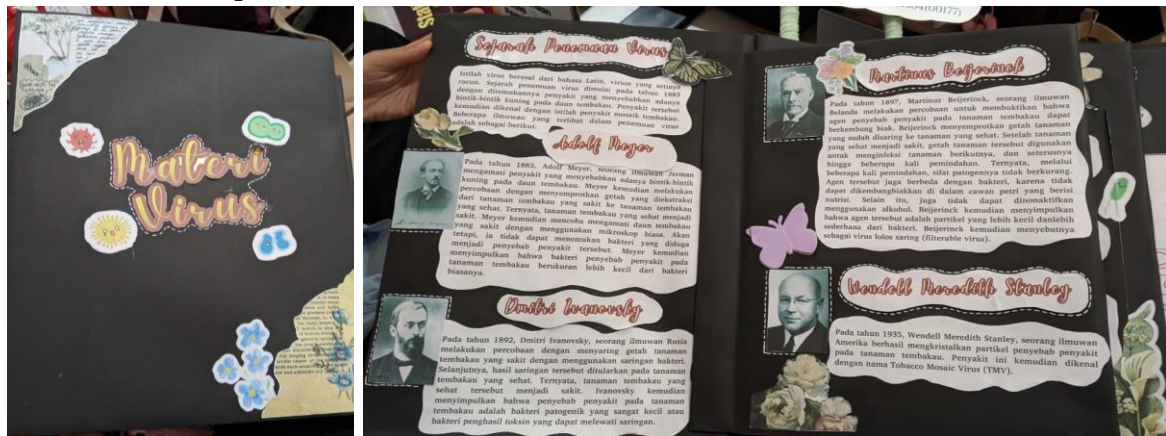 Materi
Virus
04100177)
Sejarah Penemuan Virus
Istilah virus berasal dari bahasa Latin, virion yang artinya
racun. Sejarah penemuan virus dimulai pada tahun 1883
dengan ditemukannya penyakit yang menyebabkan adanya
bintik-bintik kuning pada daun tembakau. Penyakit tersebut
kemudian dikenal dengan istilah penyakit mosaik tembakau.
Beberapa ilmuwan yang terlibat dalam penemuan virus
adalah sebagai berikut.
Adolf Meyer
Pada tahun 1883, Adolf Meyer, seorang ilmuwan Jerman
mengamati penyakit yang menyebabkan adanya bintik-bintik
kuning pada daun tembakau. Meyer kemudian melakukan
percobaan dengan menyemprotkan getah yang diekstraksi
dari tanaman tembakau yang sakit ke tanaman tembakau
yang sehat. Ternyata, tanaman tembakau yang sehat menjadi
sakit. Meyer kemudian mencoba mengamati daun tembakau
yang sakit dengan menggunakan mikroskop biasa. Akan
tetapi, ia tidak dapat menemukan bakteri yang diduga
menjadi penyebab penyakit tersebut. Meyer kemudian
menyimpulkan bahwa bakteri penyebab penyakit pada
tanaman tembakau berukuran lebih kecil dari bakteri
biasanya.
Dmitri Ivanovsky
Pada tahun 1892, Dmitri Ivanovsky, seorang ilmuwan Rusia
melakukan percobaan dengan menyaring getah tanaman
tembakau yang sakit dengan menggunakan saringan bakteri.
Selanjutnya, hasil saringan tersebut ditularkan pada tanaman
tembakau yang sehat. Ternyata, tanaman tembakau yang
sehat tersebut menjadi sakit. Ivanovsky kemudian
menyimpulkan bahwa penyebab penyakit pada tanaman
tembakau adalah bakteri patogenik yang sangat kecil atau
bakteri penghasil toksin yang dapat melewati saringan.
Martinus Beijerinck
Pada tahun 1897, Martinus Beijerinck, seorang ilmuwan
Belanda melakukan percobaan untuk membuktikan bahwa
agen penyebab penyakit pada tanaman tembakau dapat
berkembang biak. Beijerinck menyemprotkan getah tanaman
yang sudah disaring ke tanaman yang sehat. Setelah tanaman
yang sehat menjadi sakit, getah tanaman tersebut digunakan
untuk menginfeksi tanaman berikutnya, dan seterusnya
hingga beberapa kali pemindahan. Ternyata, melalui
beberapa kali pemindahan, sifat patogennya tidak berkurang.
Agen tersebut juga berbeda dengan bakteri, karena tidak
dapat dikembangbiakkan di dalam cawan petri yang berisi
nutrisi. Selain itu, juga tidak dapat dinonaktifkan
menggunakan alkohol. Beijerinck kemudian menyimpulkan
bahwa agen tersebut adalah partikel yang lebih kecil danlebih
sederhana dari bakteri. Beijerinck kemudian menyebutnya
sebagai virus lolos saring (filterable virus).
Wendell Meredith Stanley
Pada tahun 1935, Wendell Meredith Stanley, seorang ilmuwan
Amerika berhasil mengkristalkan partikel penyebab penyakit
pada tanaman tembakau. Penyakit ini kemudian dikenal
dengan nama Tobacco Mosaic Virus (TMV).